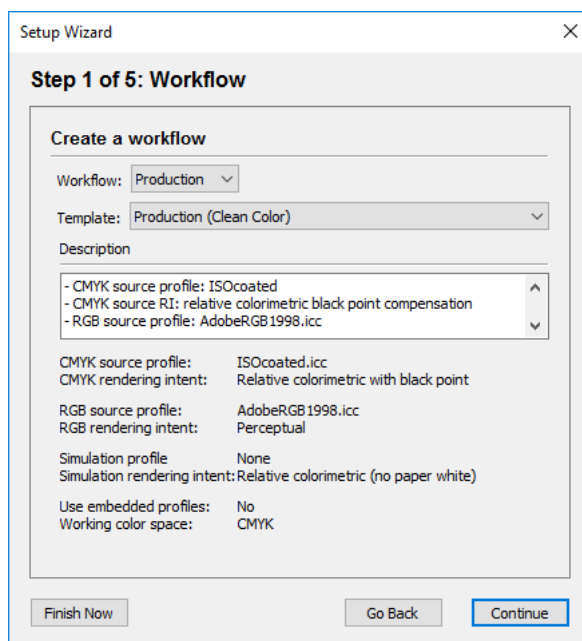 Setup Wizard
Step 1 of 5: Workflow
Create a workflow
Workflow: Production
Template: Production (Clean Color)
Description
- CMYK source profile: ISOcoated
- CMYK source RI: relative colorimetric black point compensation
- RGB source profile: AdobeRGB1998.icc
CMYK source profile: ISOcoated.icc
CMYK rendering intent: Relative colorimetric with black point
RGB source profile: AdobeRGB1998.icc
RGB rendering intent: Perceptual
Simulation profile None
Simulation rendering intent: Relative colorimetric (no paper white)
Use embedded profiles: No
Working color space: CMYK
Finish Now Go Back Continue